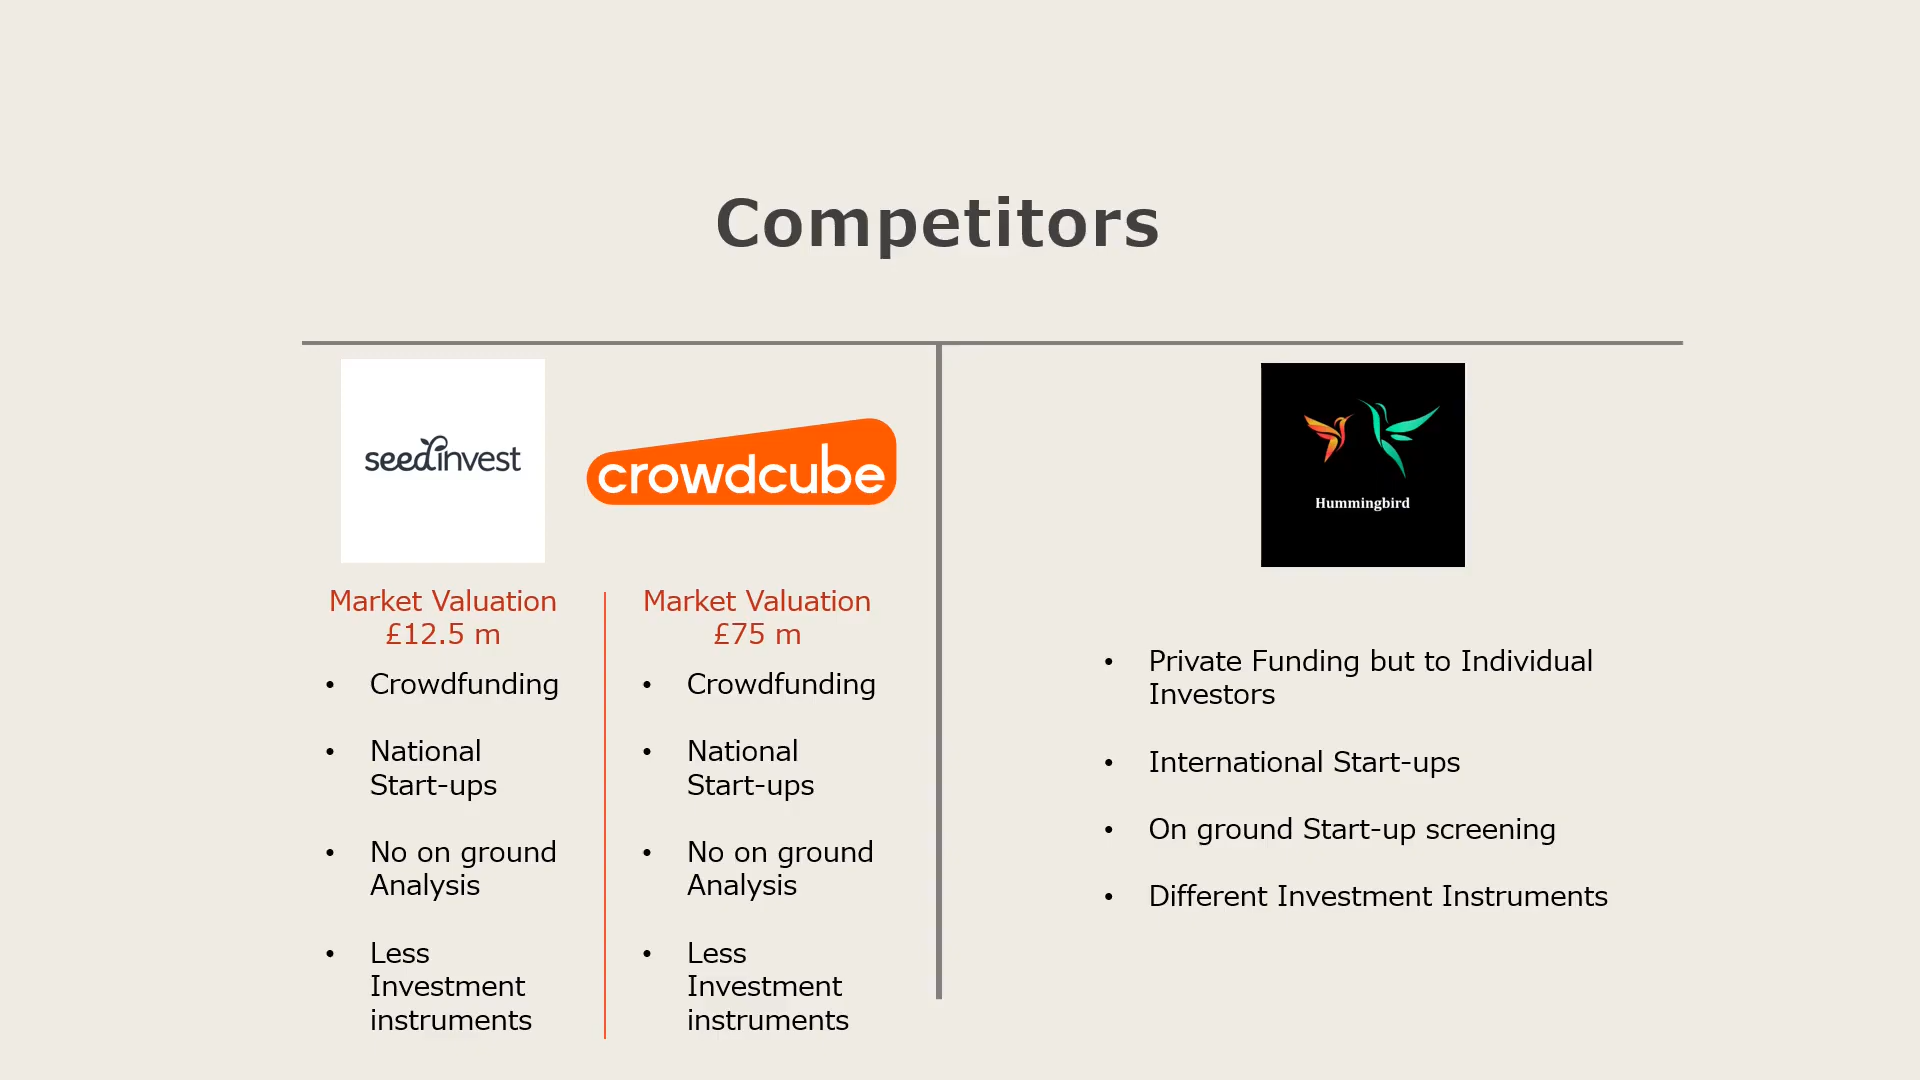 Competitors
seedinvest
crowdcube
Hummingbird
Market Valuation
£12.5 m
• Crowdfunding
• National
Start-ups
• No on ground
Analysis
• Less
Investment
instruments
Market Valuation
£75 m
• Crowdfunding
• National
Start-ups
• No on ground
Analysis
• Less
Investment
instruments
• Private Funding but to Individual
Investors
• International Start-ups
• On ground Start-up screening
• Different Investment Instruments